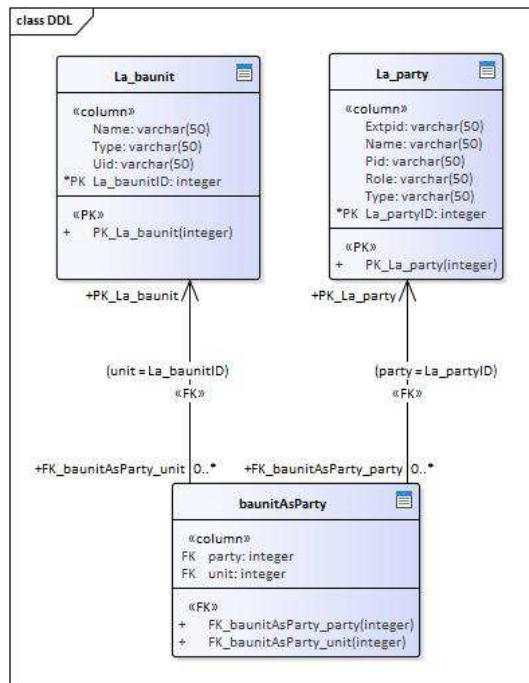 class DDL
La_baunit
«column»
Name: varchar(50)
Type: varchar(50)
Uid: varchar(50)
*PK La_baunitID: integer
«PK»
+ PK_La_baunit(integer)
La_party
«column»
Extpid: varchar(50)
Name: varchar(50)
Pid: varchar(50)
Role: varchar(50)
Type: varchar(50)
*PK La_partyID: integer
«PK»
+ PK_La_party(integer)
+PK_La_baunit
+PK_La_party
(unit = La_baunitID)
«FK»
(party = La_partyID)
«FK»
+FK_baunitAsParty_unit 0..*
+FK_baunitAsParty_party 0..*
baunitAsParty
«column»
FK party: integer
FK unit: integer
«FK»
+ FK_baunitAsParty_party(integer)
+ FK_baunitAsParty_unit(integer)